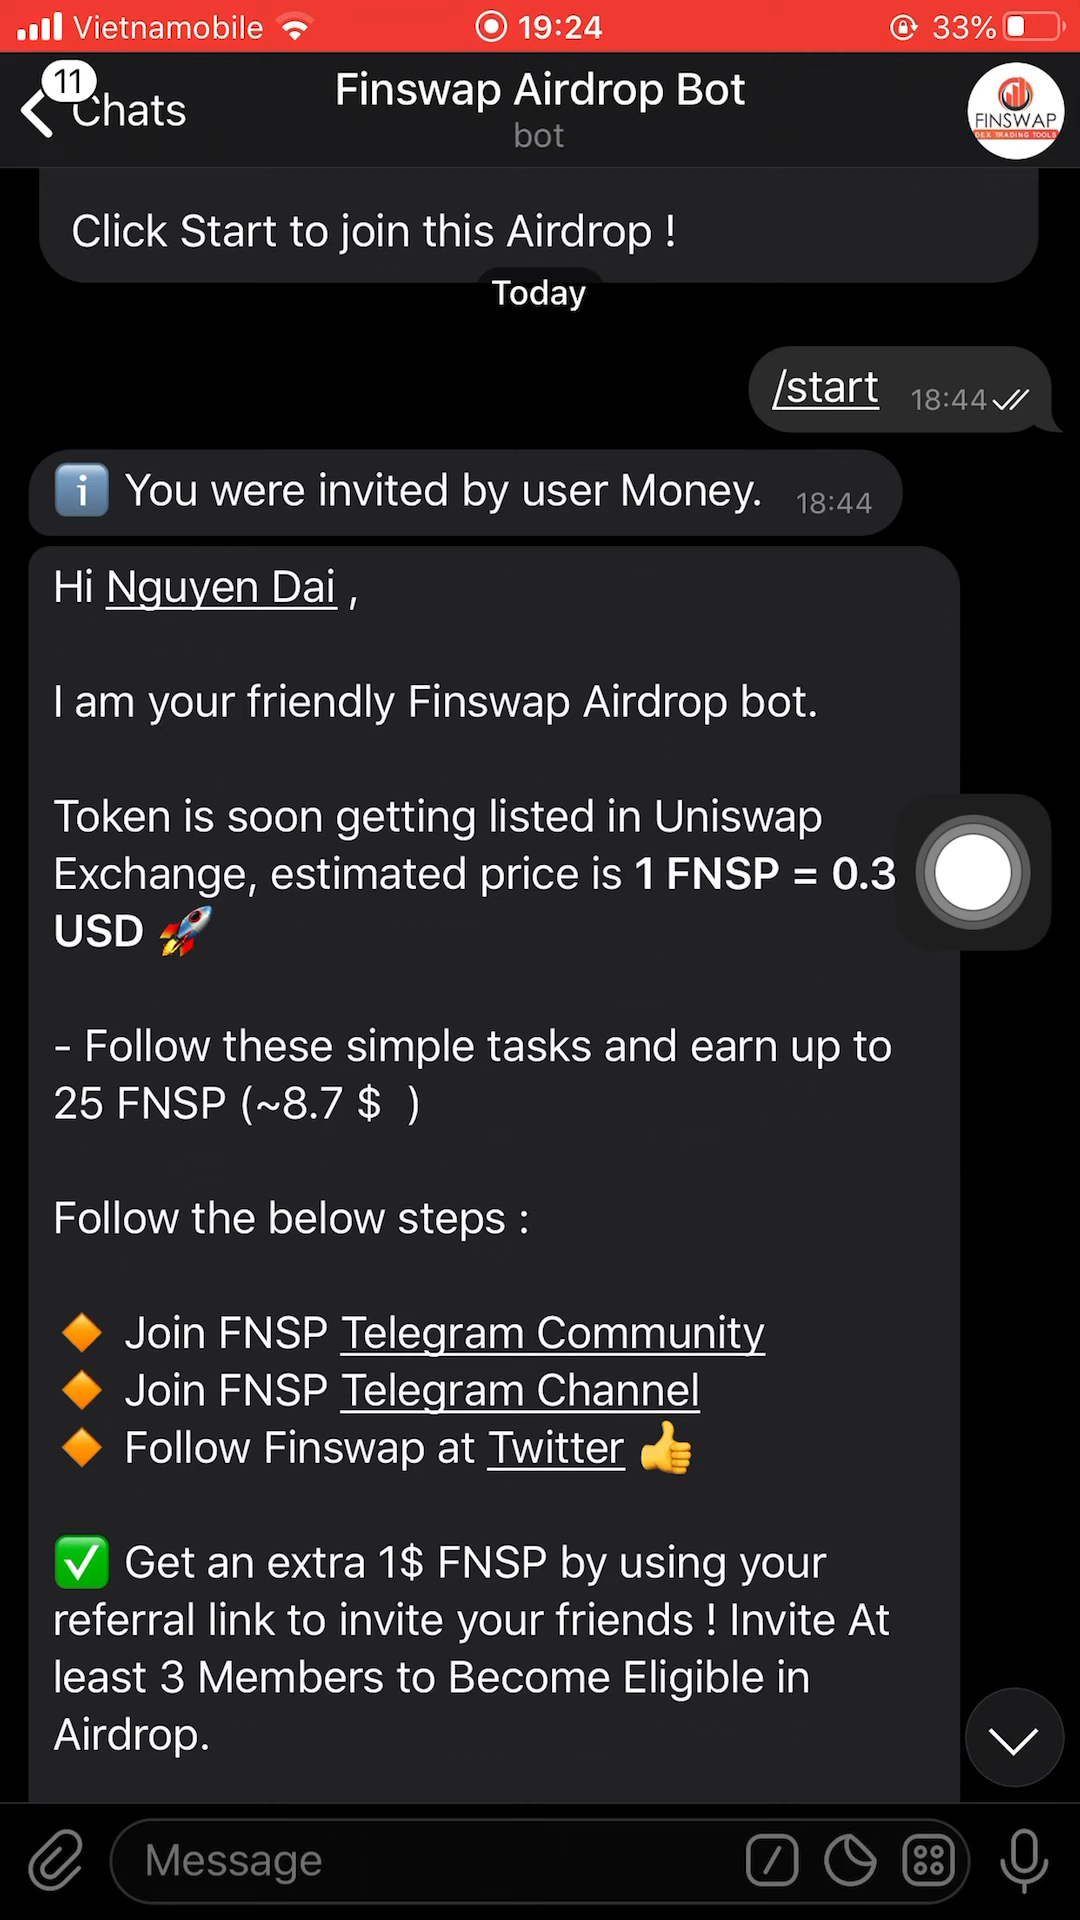 Vietnamobile 19:24 33%
11
Chats
Finswap Airdrop Bot
bot
FINSWAP
DEX TRADING TOOLS
Click Start to join this Airdrop !
Today
/start 18:44
i You were invited by user Money. 18:44
Hi Nguyen Dai ,
I am your friendly Finswap Airdrop bot.
Token is soon getting listed in Uniswap
Exchange, estimated price is 1 FNSP = 0.3
USD 🚀
- Follow these simple tasks and earn up to
25 FNSP (~8.7 $ )
Follow the below steps :
🔶 Join FNSP Telegram Community
🔶 Join FNSP Telegram Channel
🔶 Follow Finswap at Twitter 👍
✅ Get an extra 1$ FNSP by using your
referral link to invite your friends ! Invite At
least 3 Members to Become Eligible in
Airdrop.
Message